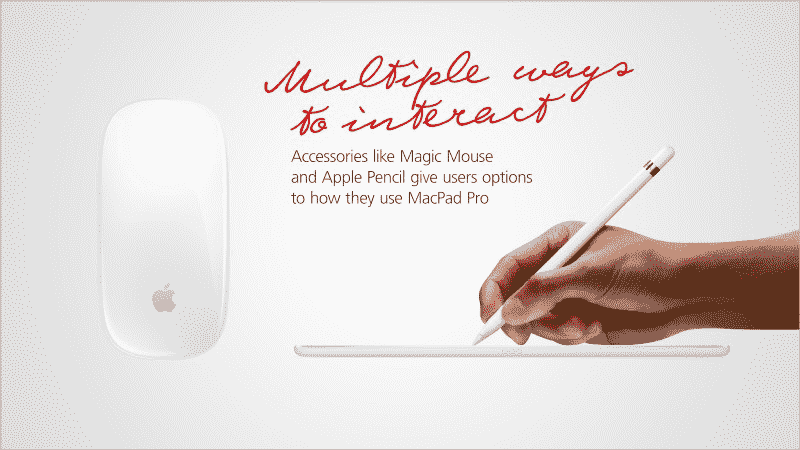 Multiple ways
to interact
Accessories like Magic Mouse
and Apple Pencil give users options
to how they use MacPad Pro